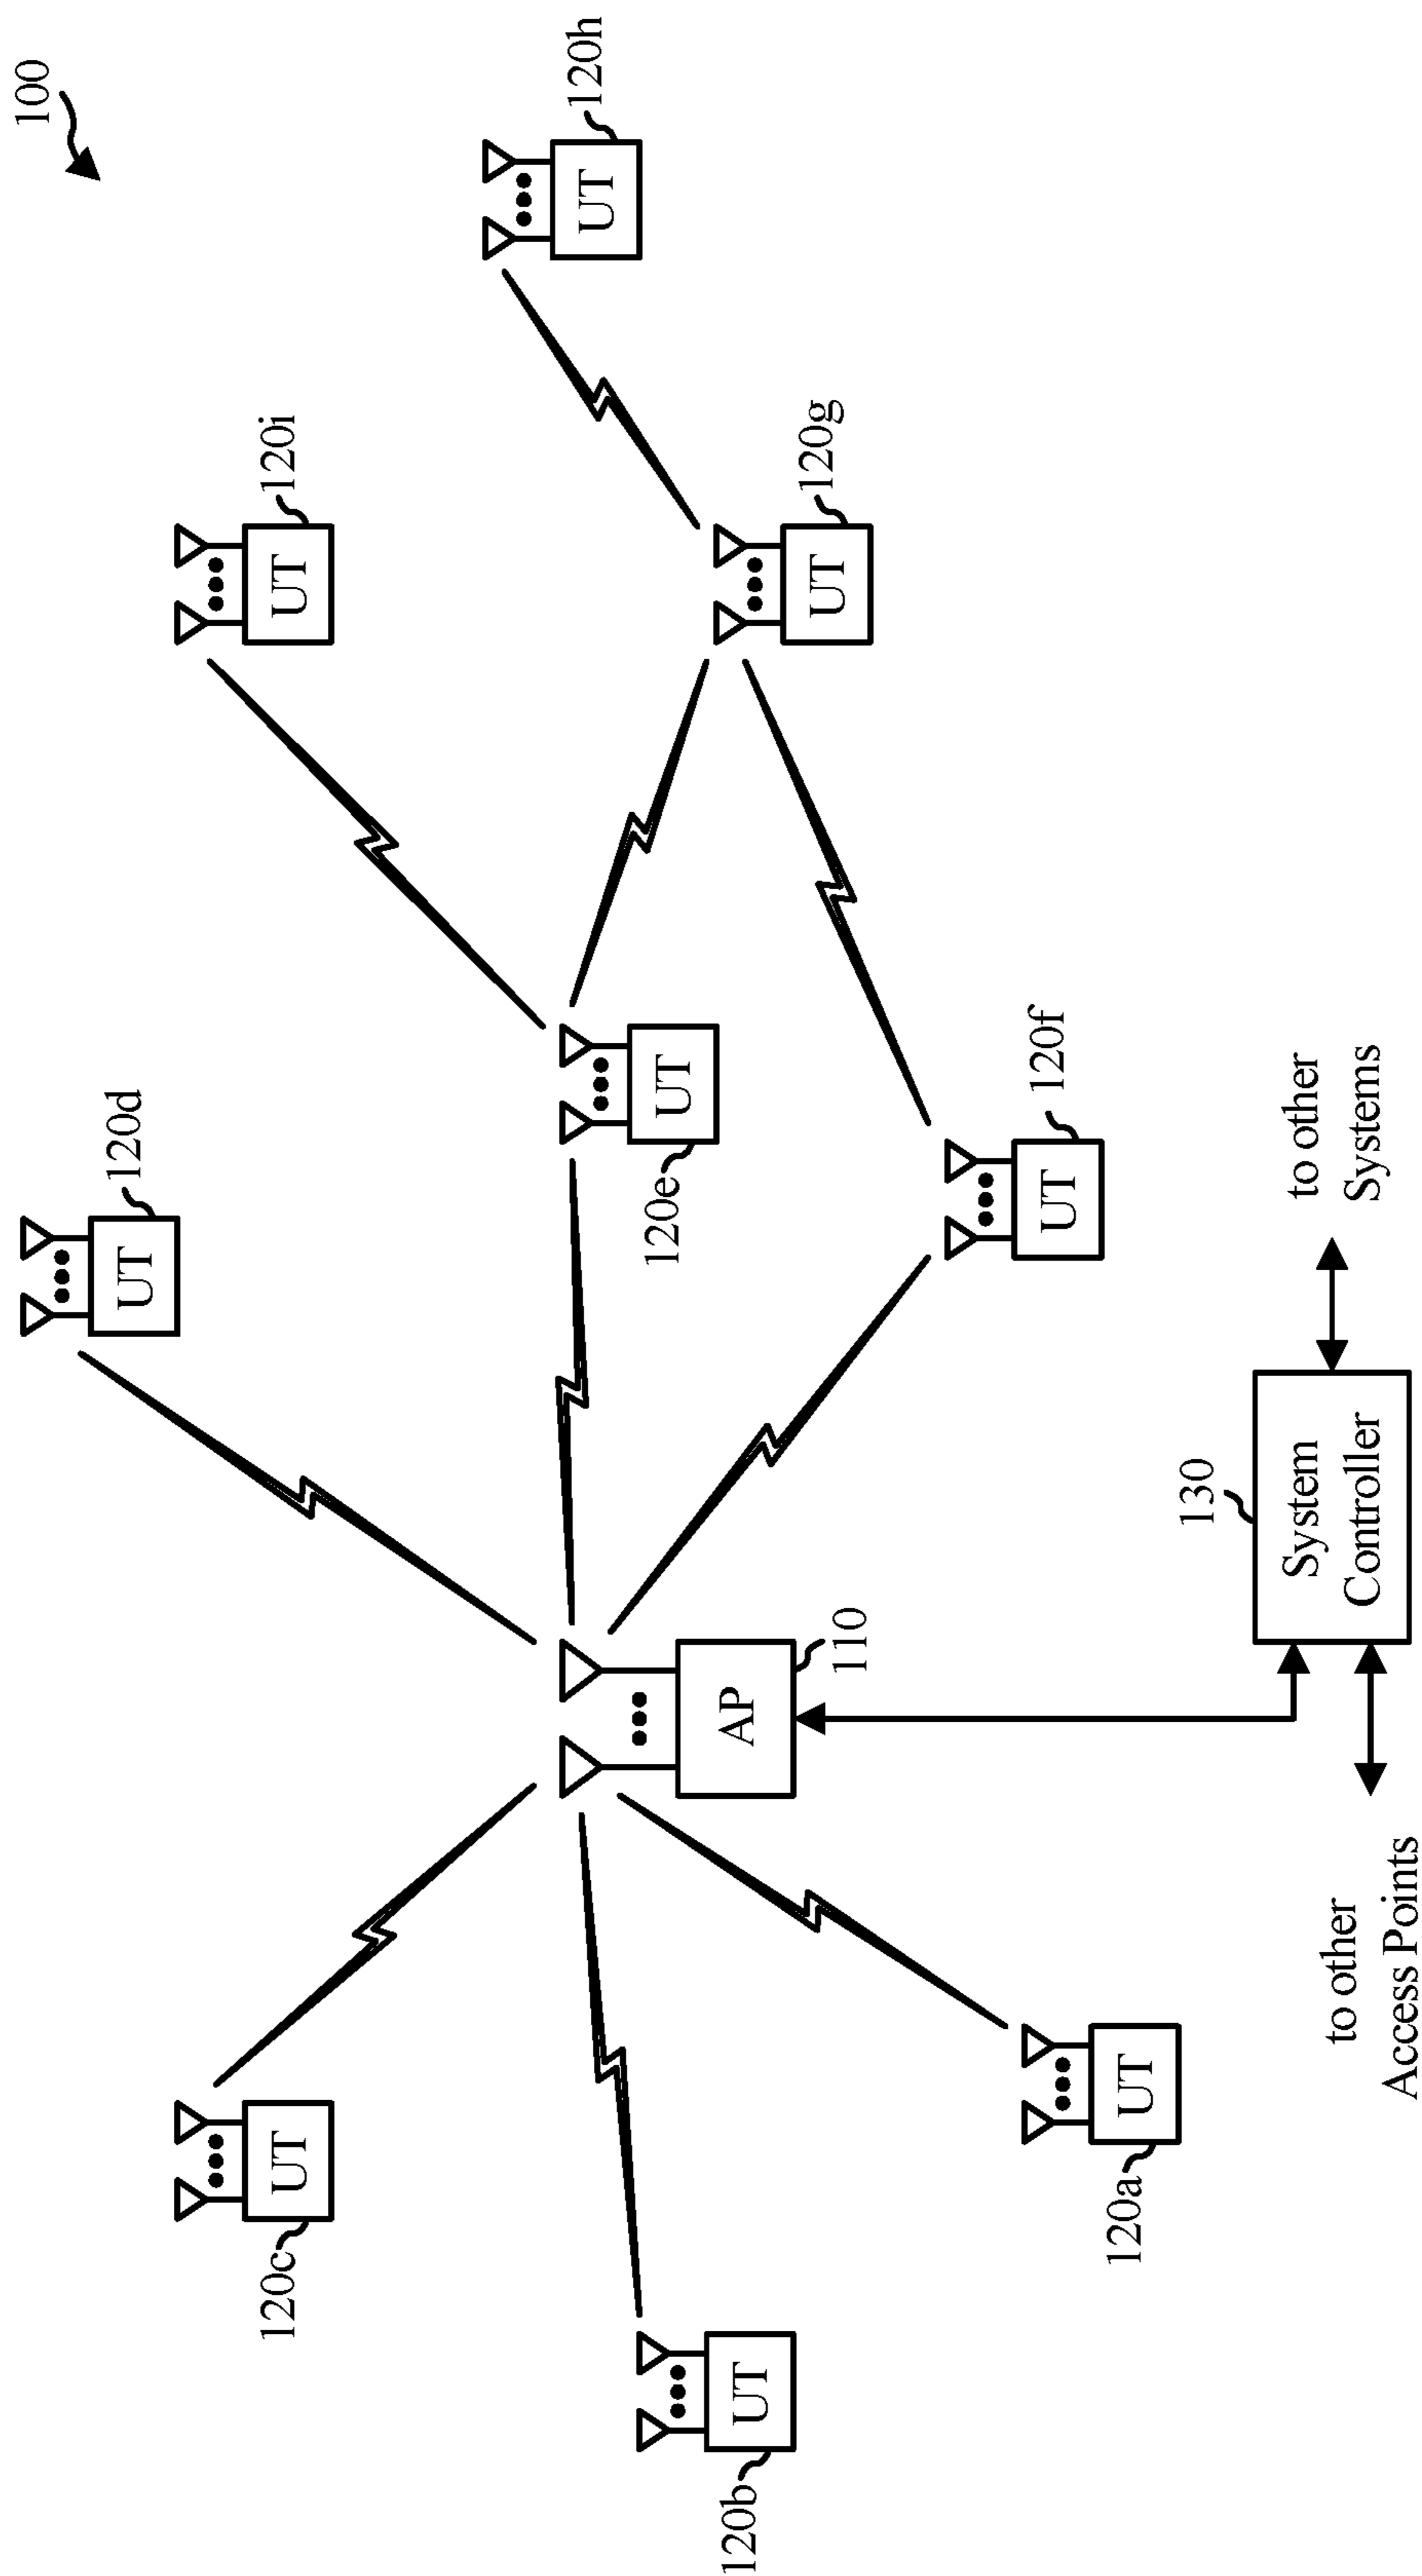 100
120d
UT
120i
UT
120c
UT
120h
UT
120e
UT
120b
UT
AP
110
120g
UT
120f
UT
120a
UT
130
System
Controller
to other
Systems
to other
Access Points